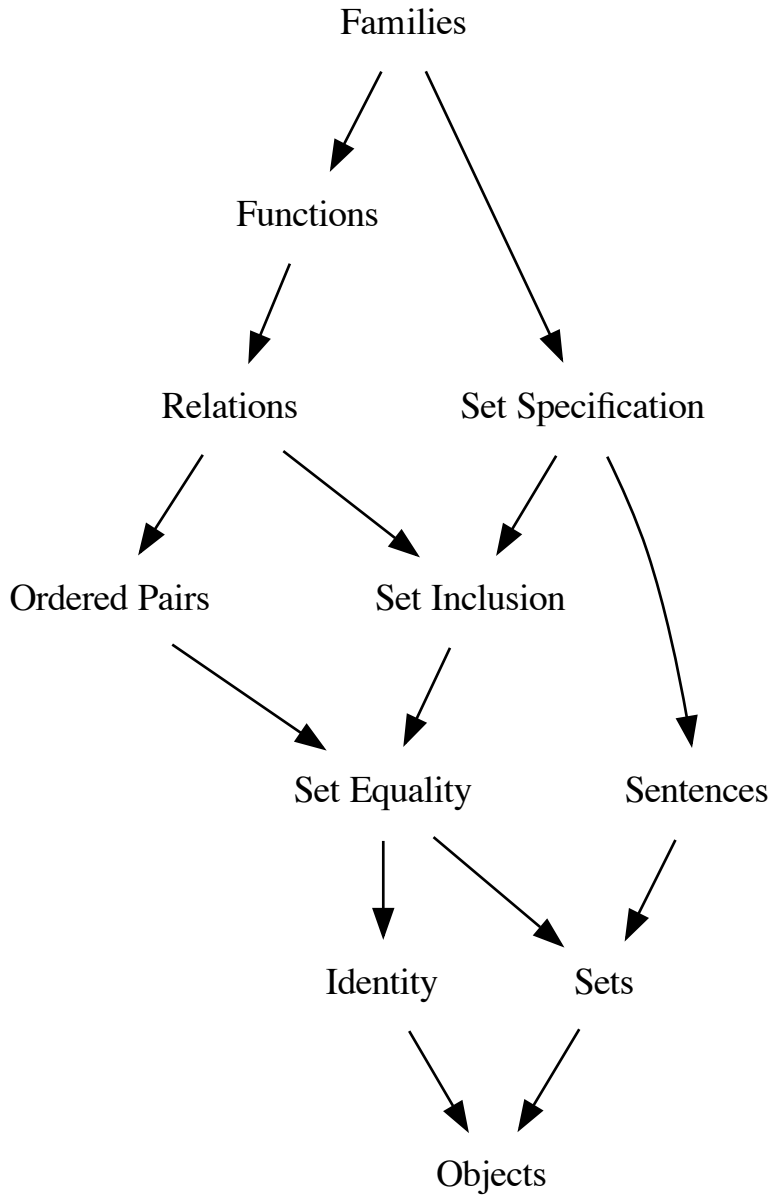 Families
Functions
Relations
Set Specification
Ordered Pairs
Set Inclusion
Set Equality
Sentences
Identity
Sets
Objects